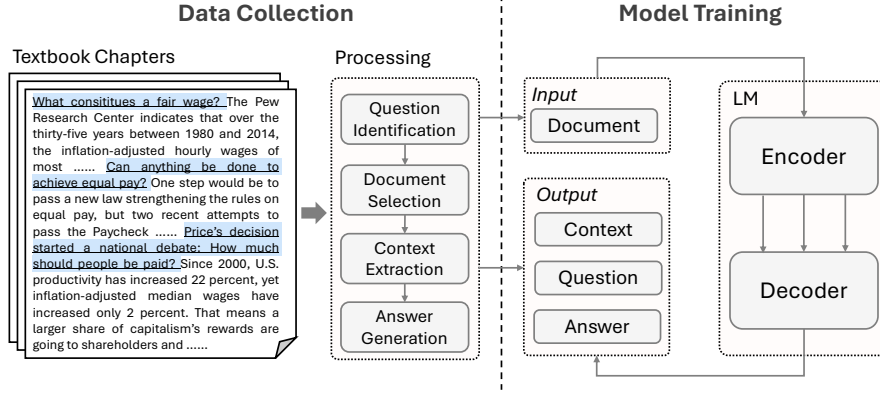 Data Collection
Model Training
Textbook Chapters
What consititues a fair wage? The Pew
Research Center indicates that over the
thirty-five years between 1980 and 2014,
the inflation-adjusted hourly wages of
most ...... Can anything be done to
achieve equal pay? One step would be to
pass a new law strengthening the rules on
equal pay, but two recent attempts to
pass the Paycheck ...... Price's decision
started a national debate: How much
should people be paid? Since 2000, U.S.
productivity has increased 22 percent, yet
inflation-adjusted median wages have
increased only 2 percent. That means a
larger share of capitalism's rewards are
going to shareholders and ......
Processing
Question
Identification
Document
Selection
Context
Extraction
Answer
Generation
Input
Document
Output
Context
Question
Answer
LM
Encoder
Decoder